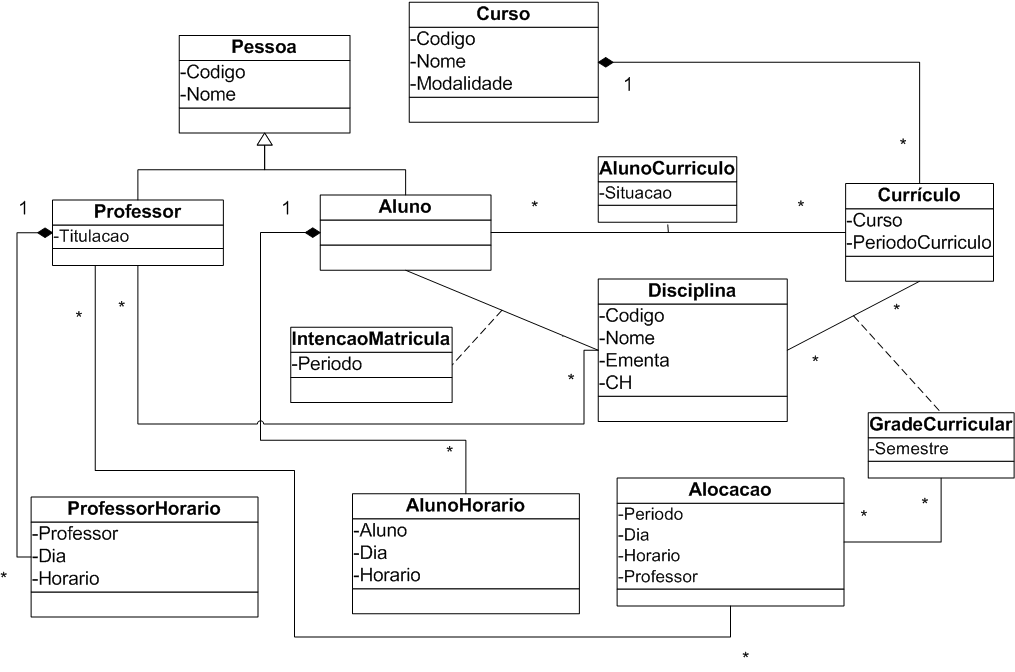 Curso
-Codigo
-Nome
-Modalidade
Pessoa
-Codigo
-Nome
1
*
AlunoCurriculo
-Situacao
Currículo
-Curso
-PeriodoCurriculo
1
Professor
-Titulacao
1
Aluno
*
*
*
*
Disciplina
-Codigo
-Nome
-Ementa
-CH
*
*
IntencaoMatricula
-Periodo
*
GradeCurricular
-Semestre
*
ProfessorHorario
-Professor
-Dia
-Horario
*
AlunoHorario
-Aluno
-Dia
-Horario
Alocacao
-Periodo
-Dia
-Horario
-Professor
*
*
*